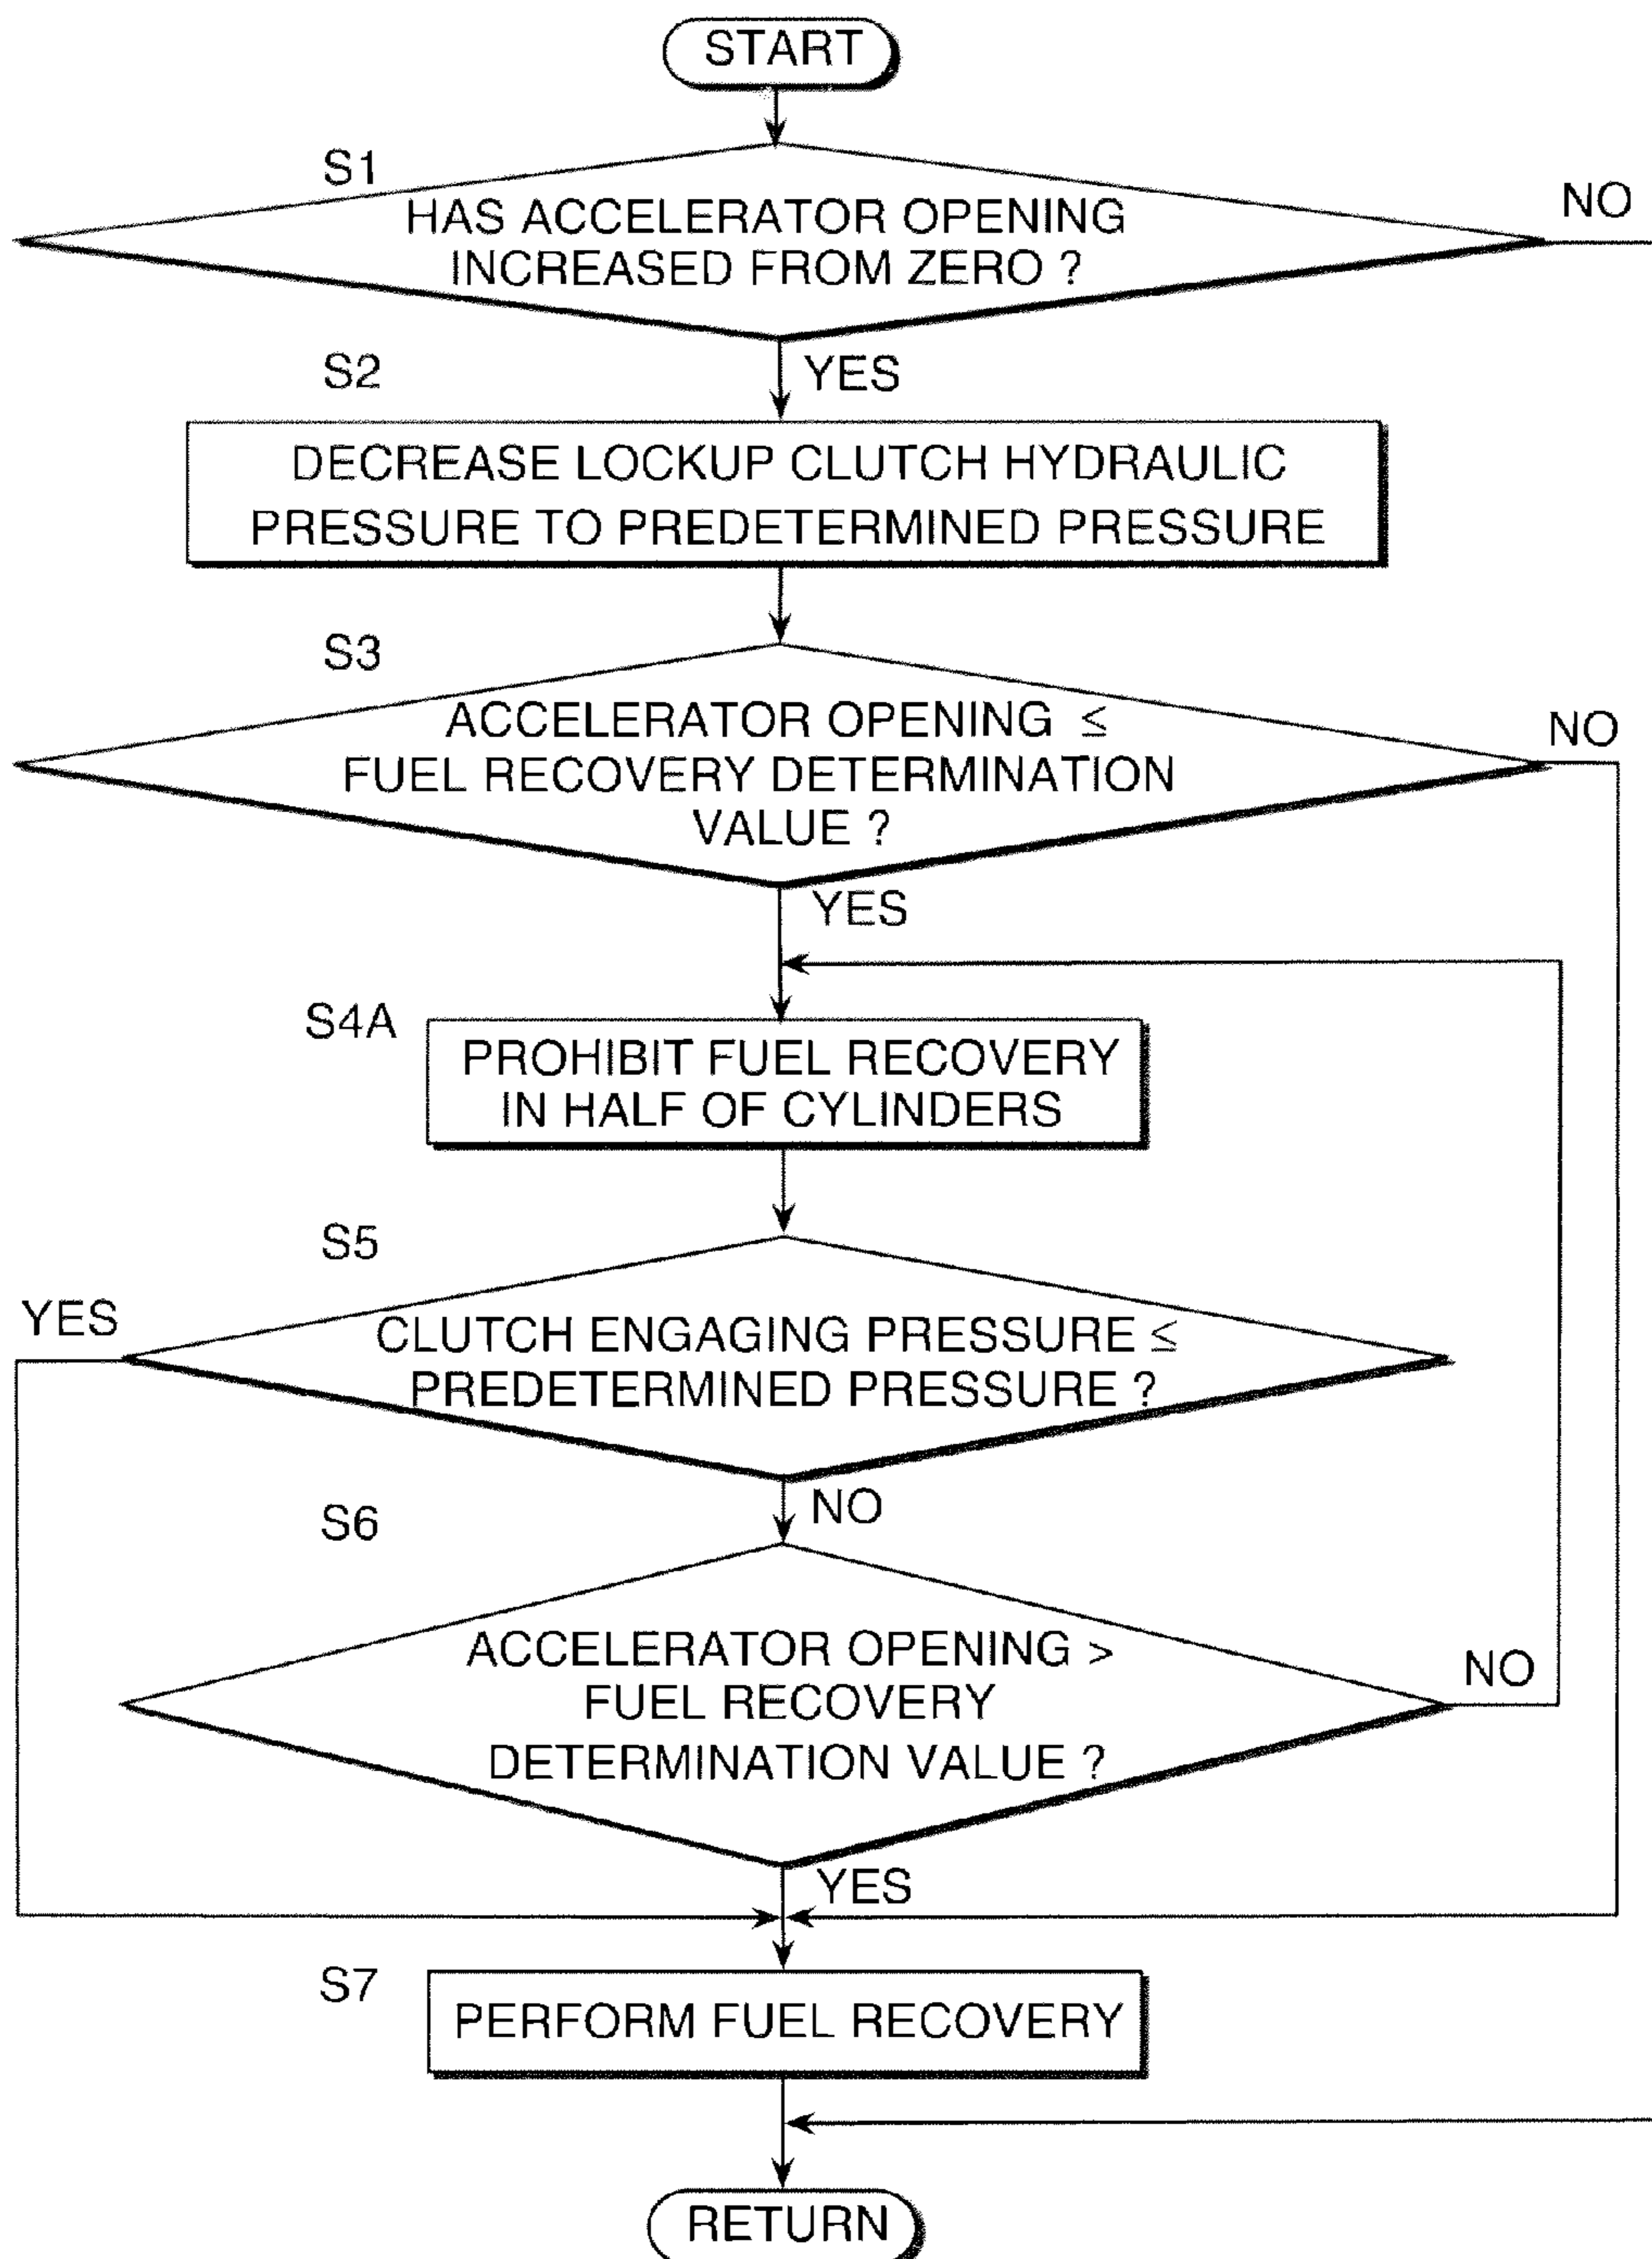 START
S1
HAS ACCELERATOR OPENING
INCREASED FROM ZERO ?
NO
S2
YES
DECREASE LOCKUP CLUTCH HYDRAULIC
PRESSURE TO PREDETERMINED PRESSURE
S3
ACCELERATOR OPENING ≤
FUEL RECOVERY DETERMINATION
VALUE ?
NO
YES
S4A
PROHIBIT FUEL RECOVERY
IN HALF OF CYLINDERS
S5
YES
CLUTCH ENGAGING PRESSURE ≤
PREDETERMINED PRESSURE ?
NO
S6
ACCELERATOR OPENING >
FUEL RECOVERY
DETERMINATION VALUE ?
NO
YES
S7
PERFORM FUEL RECOVERY
RETURN